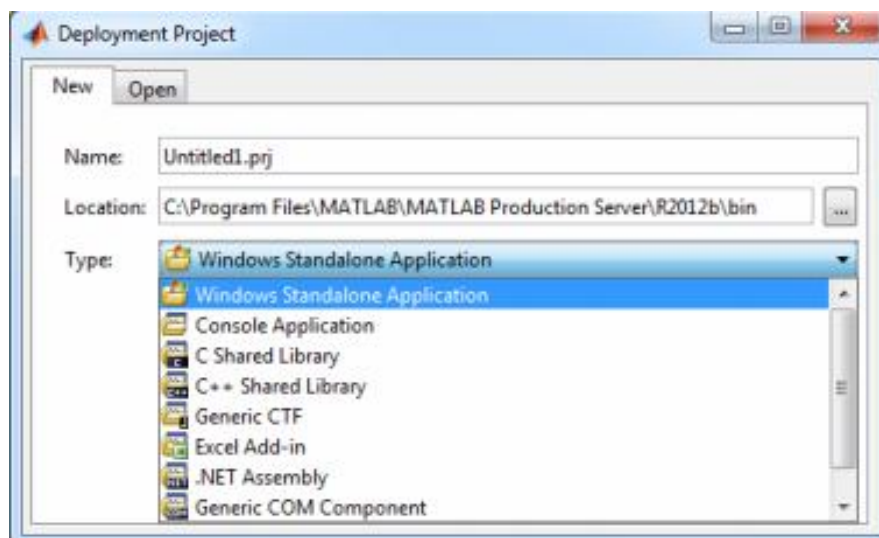 Deployment Project
New Open
Name: Untitled1.prj
Location: C:\Program Files\MATLAB\MATLAB Production Server\R2012b\bin ...
Type: Windows Standalone Application
Windows Standalone Application
Console Application
C Shared Library
C++ Shared Library
Generic CTF
Excel Add-in
.NET Assembly
Generic COM Component